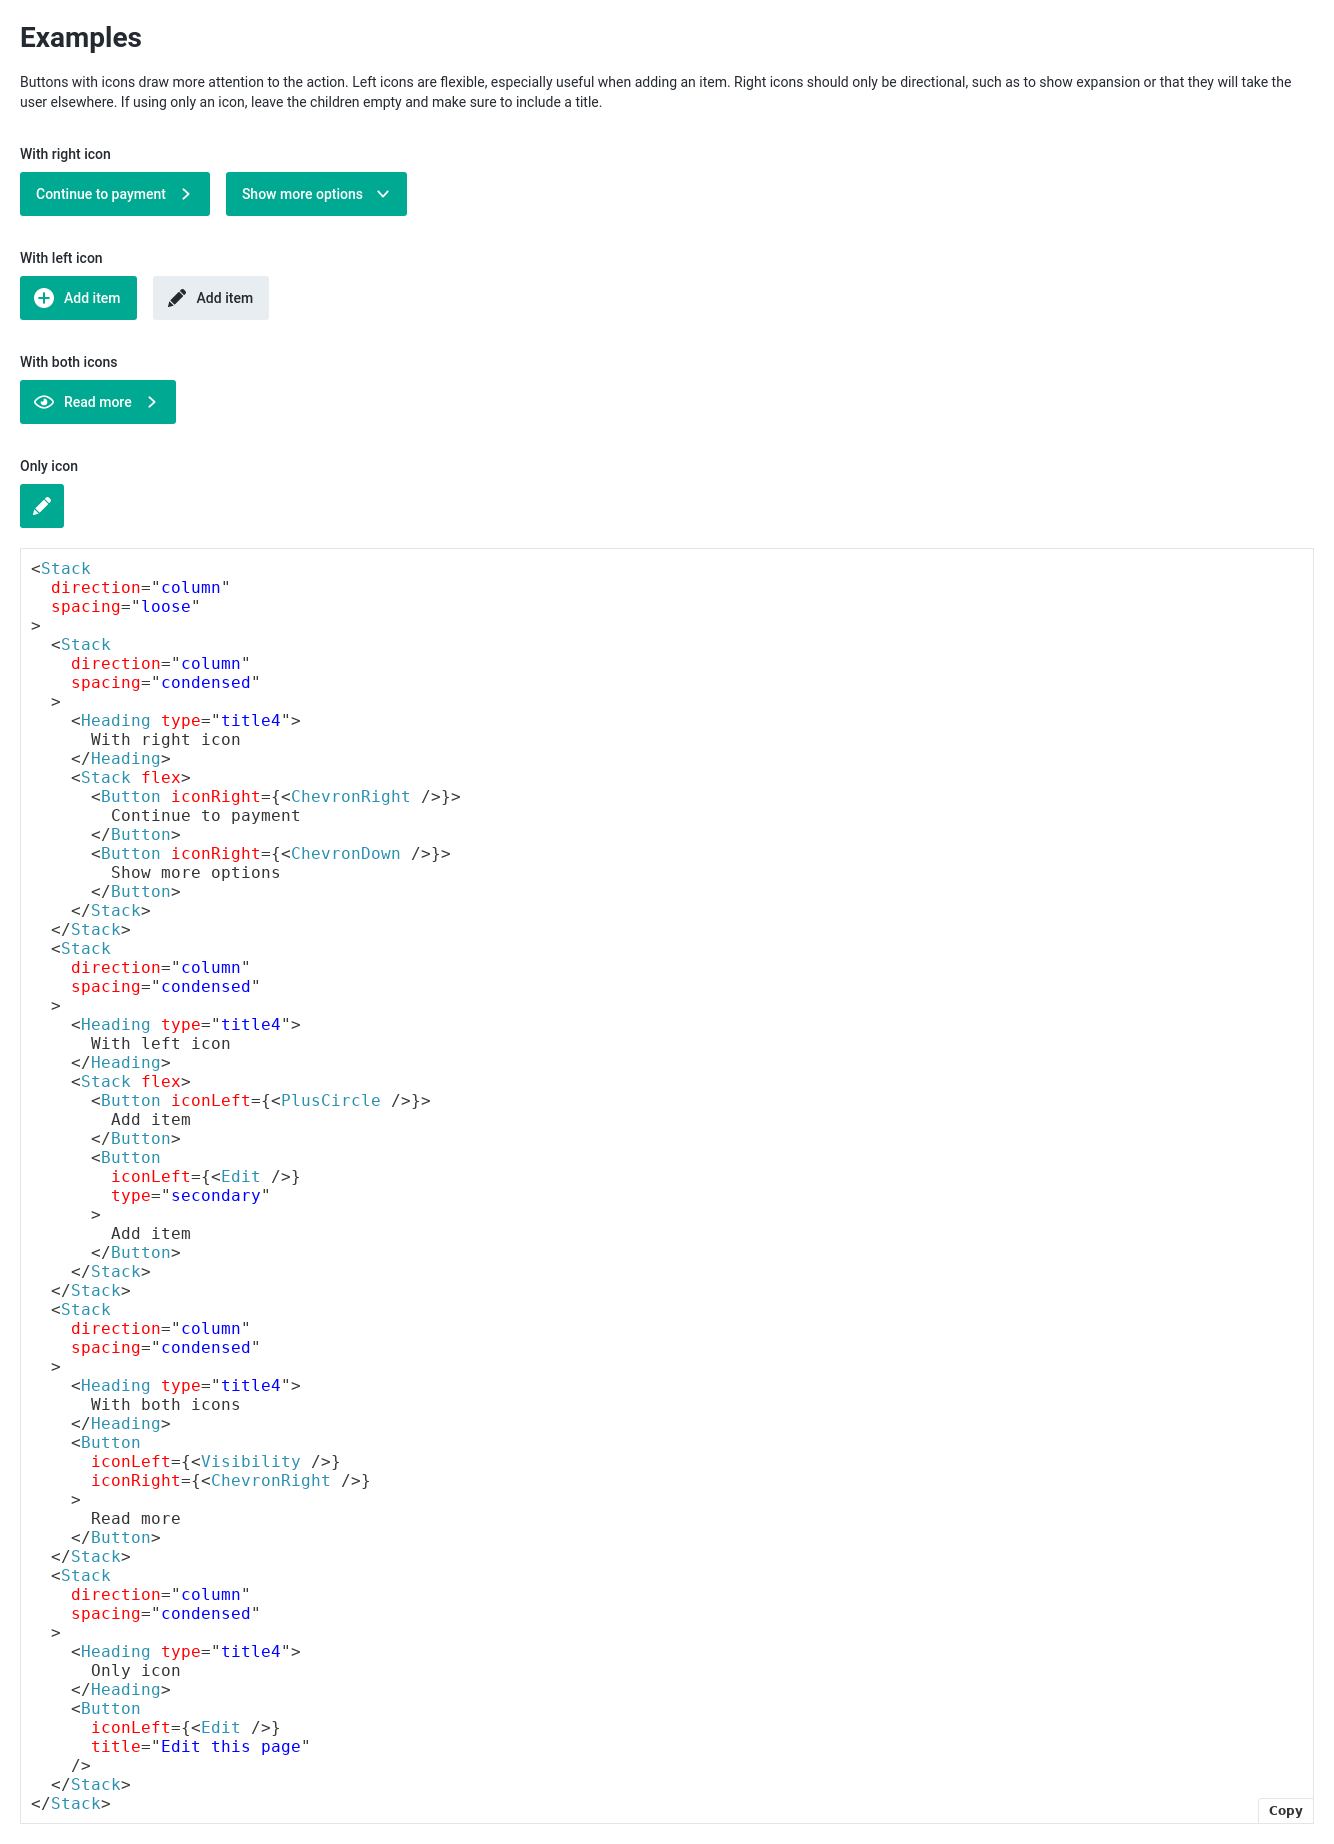 Examples
Buttons with icons draw more attention to the action. Left icons are flexible, especially useful when adding an item. Right icons should only be directional, such as to show expansion or that they will take the
user elsewhere. If using only an icon, leave the children empty and make sure to include a title.
With right icon
Continue to payment
Show more options
With left icon
Add item
Add item
With both icons
Read more
Only icon
<Stack
  direction="column"
  spacing="loose"
>
  <Stack
    direction="column"
    spacing="condensed"
  >
    <Heading type="title4">
      With right icon
    </Heading>
    <Stack flex>
      <Button iconRight={<ChevronRight />}>
        Continue to payment
      </Button>
      <Button iconRight={<ChevronDown />}>
        Show more options
      </Button>
    </Stack>
  </Stack>
  <Stack
    direction="column"
    spacing="condensed"
  >
    <Heading type="title4">
      With left icon
    </Heading>
    <Stack flex>
      <Button iconLeft={<PlusCircle />}>
        Add item
      </Button>
      <Button
        iconLeft={<Edit />}
        type="secondary"
      >
        Add item
      </Button>
    </Stack>
  </Stack>
  <Stack
    direction="column"
    spacing="condensed"
  >
    <Heading type="title4">
      With both icons
    </Heading>
    <Button
      iconLeft={<Visibility />}
      iconRight={<ChevronRight />}
    >
      Read more
    </Button>
  </Stack>
  <Stack
    direction="column"
    spacing="condensed"
  >
    <Heading type="title4">
      Only icon
    </Heading>
    <Button
      iconLeft={<Edit />}
      title="Edit this page"
    />
  </Stack>
</Stack>
Copy